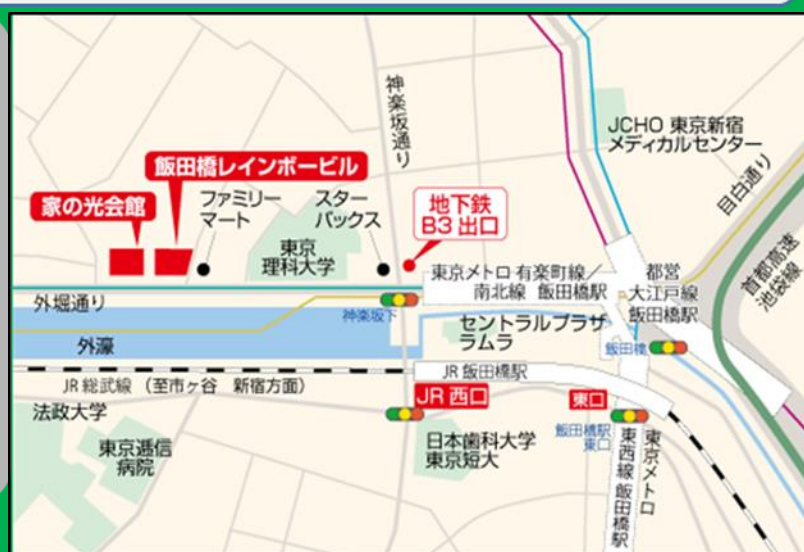 神楽坂通り
JCHO 東京新宿
メディカルセンター
目白通り
首都高速
池袋線
飯田橋レインボービル
家の光会館
ファミリー
マート
スター
バックス
地下鉄
B3 出口
東京
理科大学
東京メトロ 有楽町線／
南北線 飯田橋駅
都営
大江戸線
飯田橋駅
外堀通り
神楽坂下
セントラルプラザ
ラムラ
飯田橋
外濠
JR 飯田橋駅
JR 総武線 （至市ヶ谷 新宿方面）
JR 西口
東口
法政大学
東京逓信
病院
日本歯科大学
東京短大
飯田橋駅
東口
東京メトロ
東西線 飯田橋駅